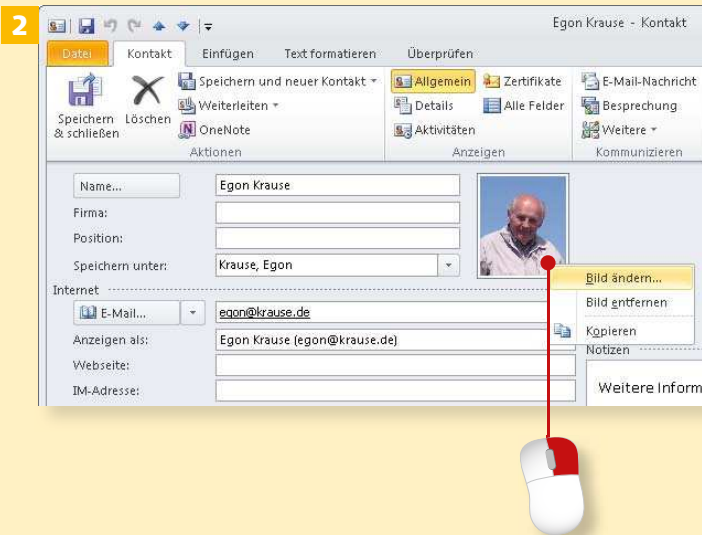 2
Egon Krause - Kontakt
Datei Kontakt Einfügen Text formatieren Überprüfen
Speichern & schließen
Löschen
Speichern und neuer Kontakt
Weiterleiten
OneNote
Aktionen
Allgemein Zertifikate
Details Alle Felder
Aktivitäten
Anzeigen
E-Mail-Nachricht
Besprechung
Weitere
Kommunizieren
Name... Egon Krause
Firma:
Position:
Speichern unter: Krause, Egon
Internet
E-Mail... egon@krause.de
Anzeigen als: Egon Krause (egon@krause.de)
Webseite:
IM-Adresse:
Bild ändern...
Bild entfernen
Kopieren
Notizen
Weitere Inform